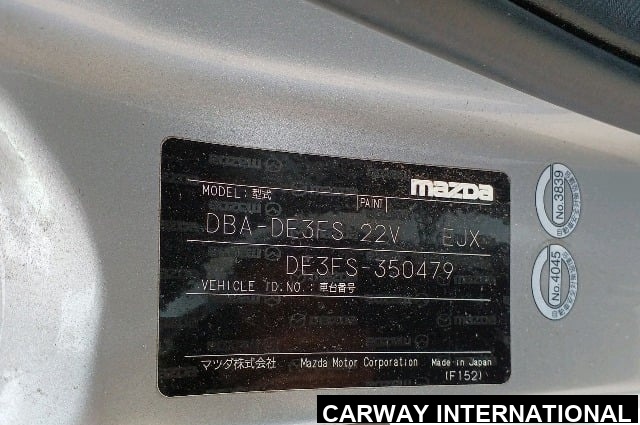 mazda
MODEL：型式
PAINT
DBA-DE3FS 22V EJX
DE3FS-350479
VEHICLE ID.NO.：車台番号
マツダ株式会社 Mazda Motor Corporation Made in Japan
(F152)
No.3839
No.4045
CARWAY INTERNATIONAL